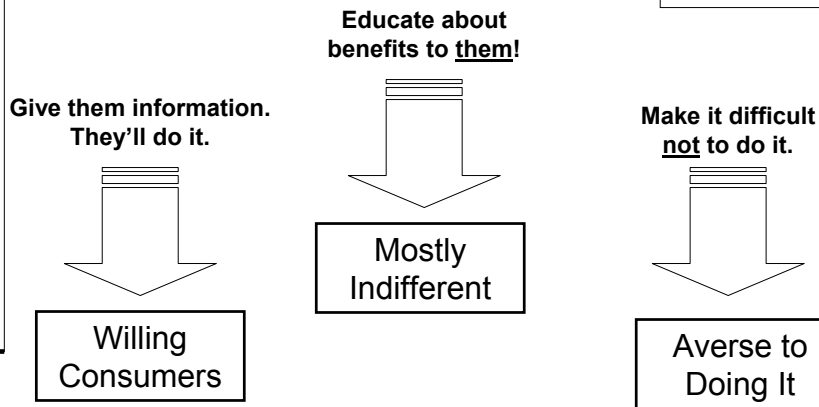 Educate about
benefits to them!
Give them information.
They’ll do it.
Make it difficult
not to do it.
Mostly
Indifferent
Willing
Consumers
Averse to
Doing It